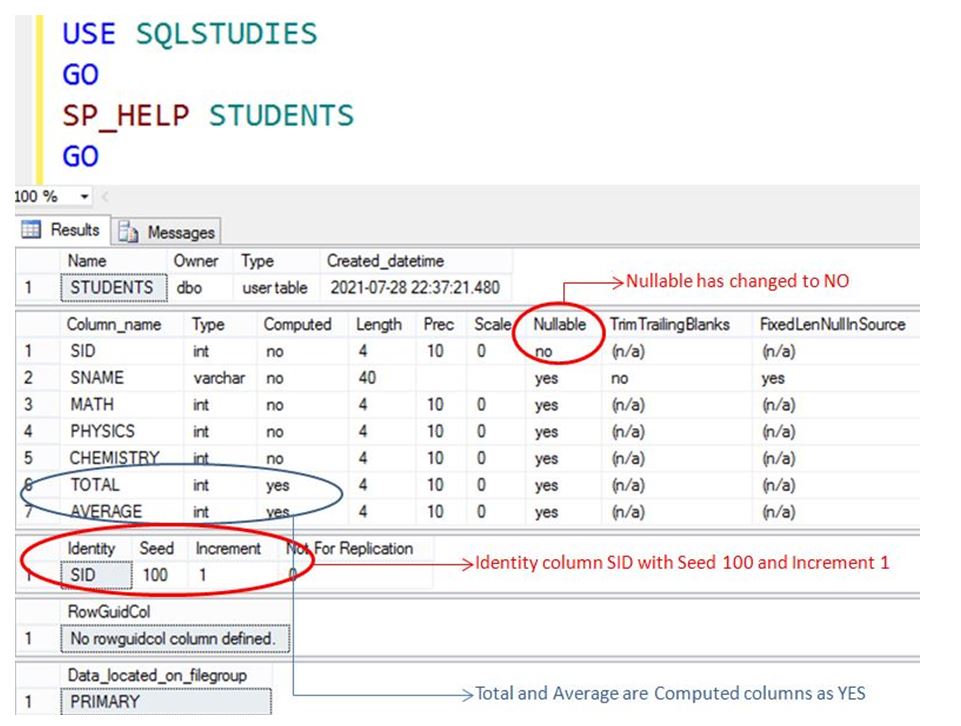 USE SQLSTUDIES
GO
SP_HELP STUDENTS
GO
100 %
Results Messages
Name Owner Type Created_datetime
1 STUDENTS dbo user table 2021-07-28 22:37:21.480
Nullable has changed to NO
Column_name Type Computed Length Prec Scale Nullable TrimTrailingBlanks FixedLenNullInSource
1 SID int no 4 10 0 no (n/a) (n/a)
2 SNAME varchar no 40 yes no yes
3 MATH int no 4 10 0 yes (n/a) (n/a)
4 PHYSICS int no 4 10 0 yes (n/a) (n/a)
5 CHEMISTRY int no 4 10 0 yes (n/a) (n/a)
6 TOTAL int yes 4 10 0 yes (n/a) (n/a)
7 AVERAGE int yes 4 10 0 yes (n/a) (n/a)
Identity Seed Increment Not For Replication
1 SID 100 1 0
Identity column SID with Seed 100 and Increment 1
RowGuidCol
1 No rowguidcol column defined.
Data_located_on_filegroup
1 PRIMARY
Total and Average are Computed columns as YES